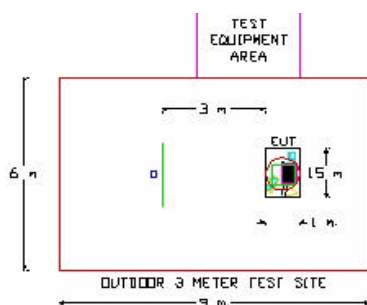 TEST
EQUIPMENT
AREA
3 m
EUT
6 m
1.5 m
1 m
OUTDOOR 3 METER TEST SITE
9 m